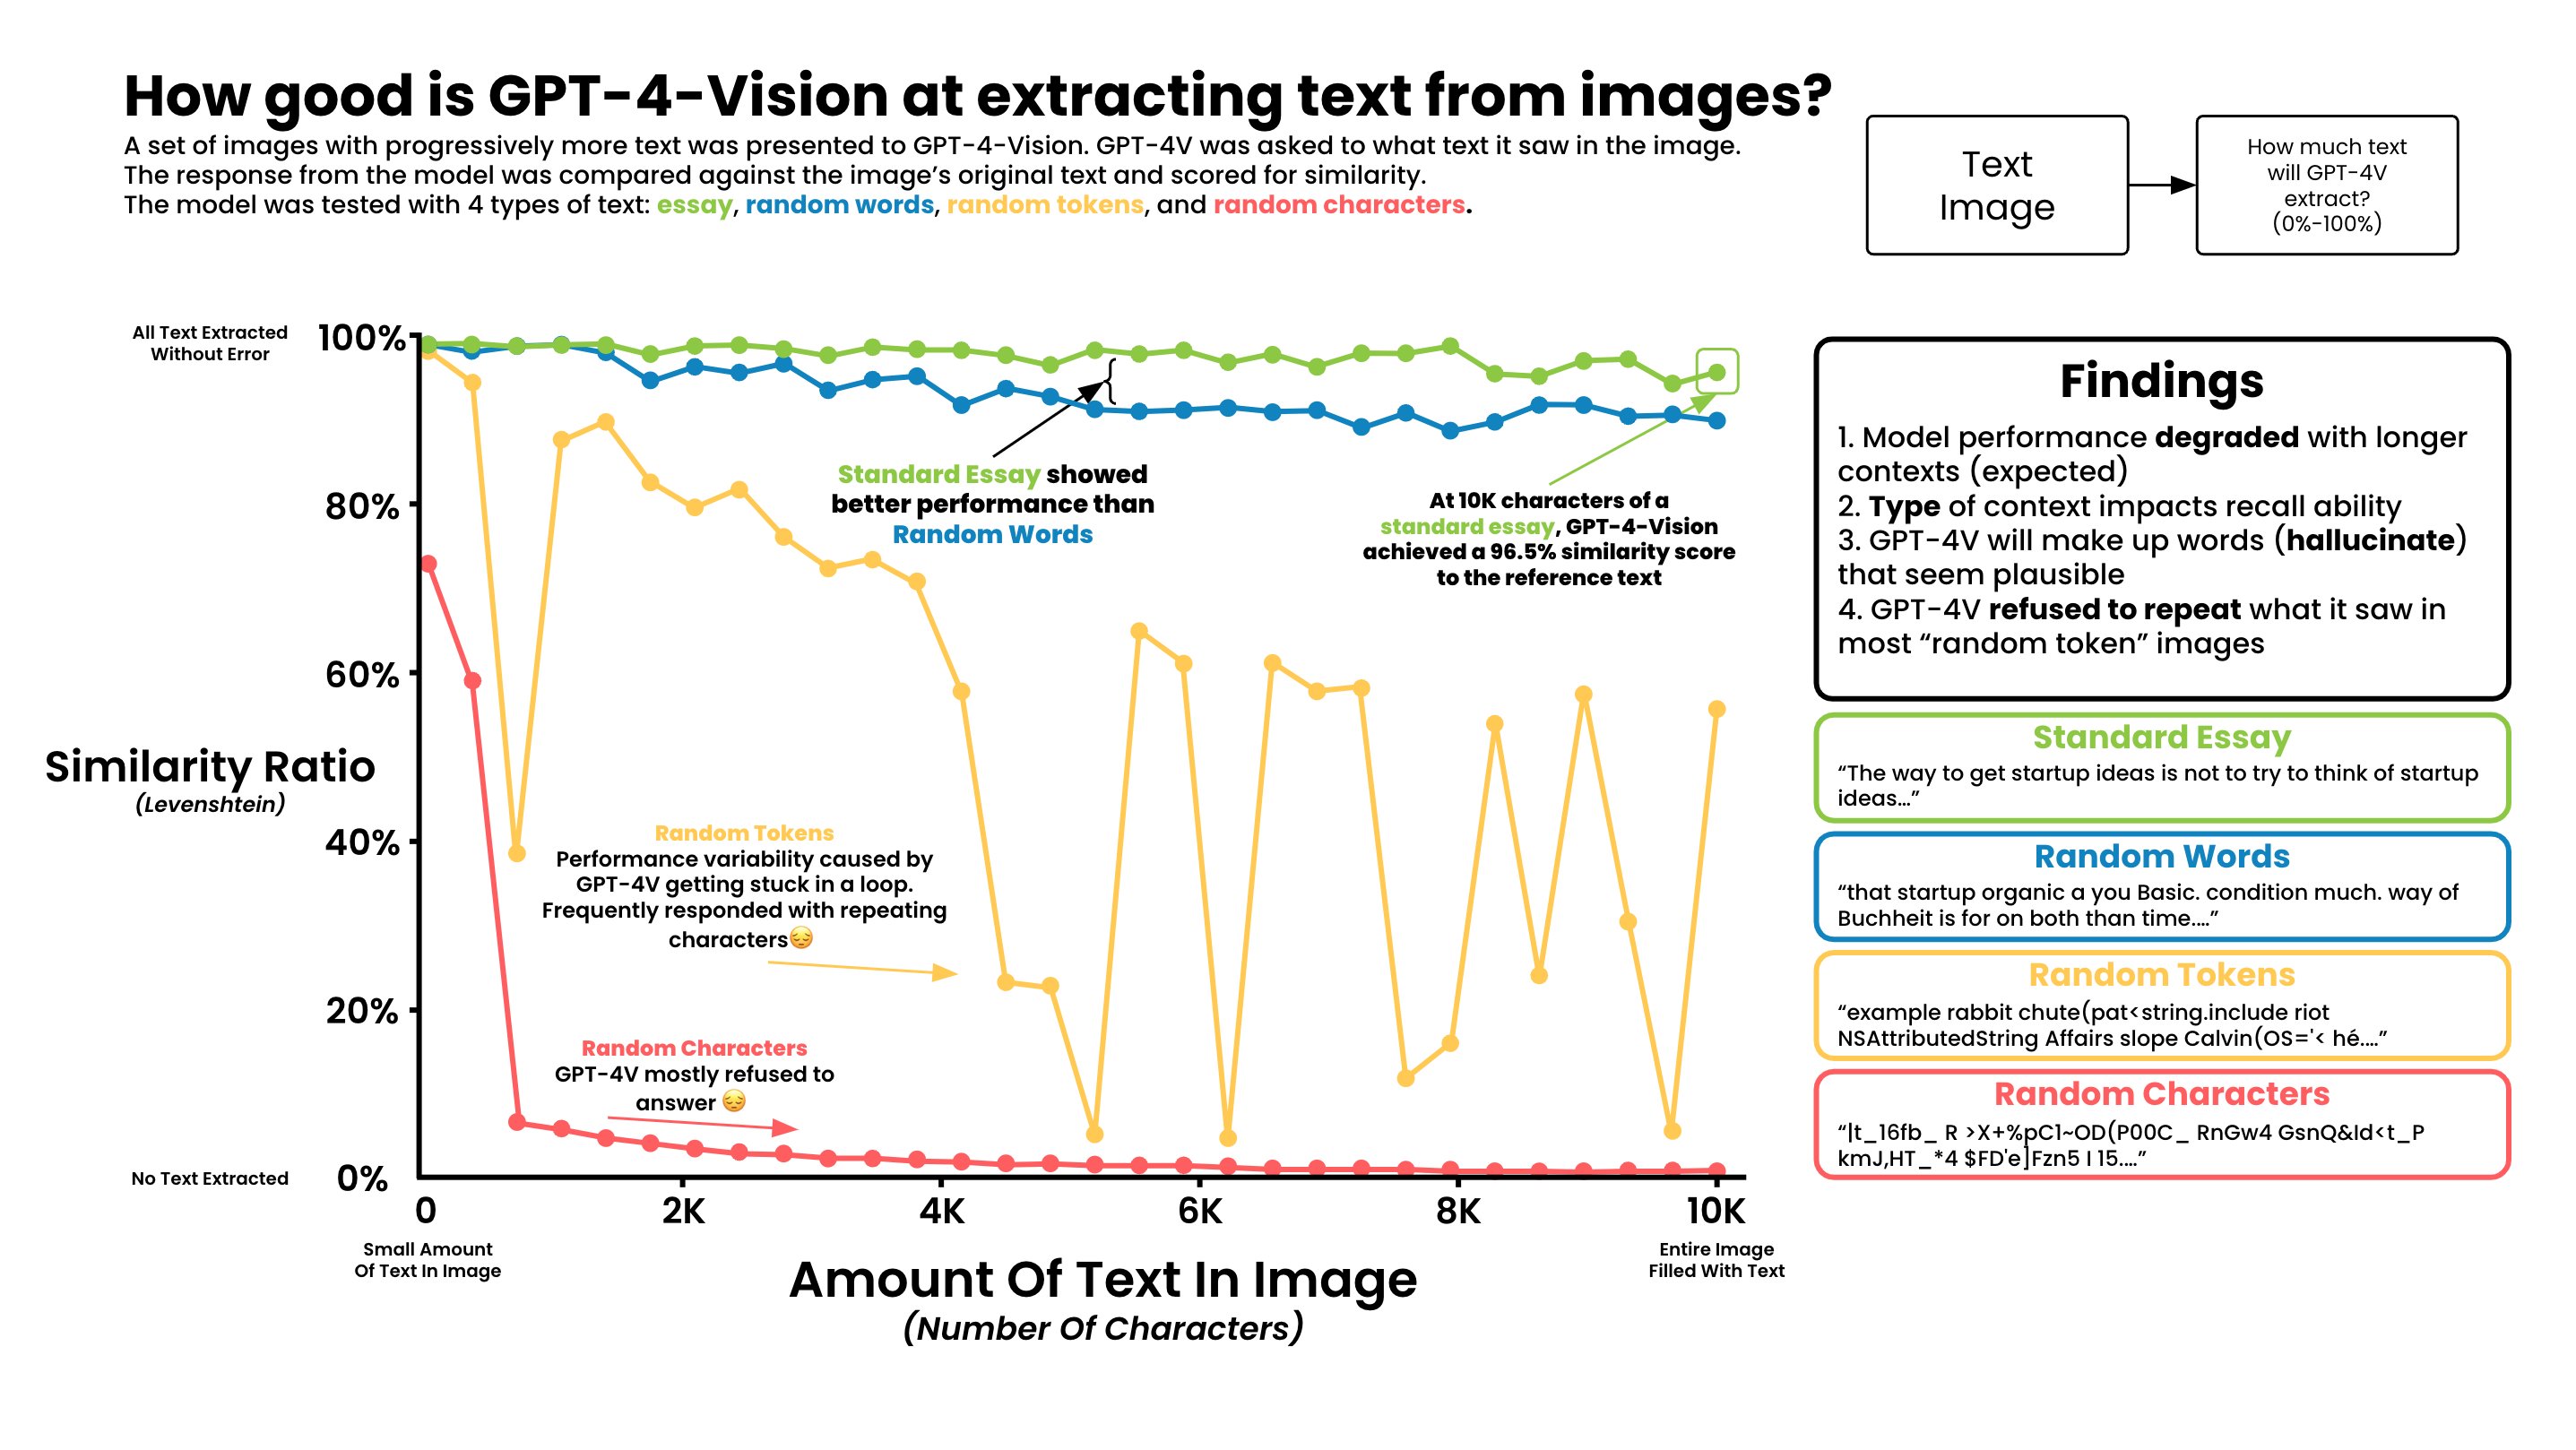 How good is GPT-4-Vision at extracting text from images?
A set of images with progressively more text was presented to GPT-4-Vision. GPT-4V was asked to what text it saw in the image.
The response from the model was compared against the image's original text and scored for similarity.
The model was tested with 4 types of text: essay, random words, random tokens, and random characters.
Text
Image
How much text
will GPT-4V
extract?
(0%-100%)
All Text Extracted
Without Error
100%
80%
60%
40%
20%
0%
No Text Extracted
Similarity Ratio
(Levenshtein)
Standard Essay showed
better performance than
Random Words
At 10K characters of a
standard essay, GPT-4-Vision
achieved a 96.5% similarity score
to the reference text
Random Tokens
Performance variability caused by
GPT-4V getting stuck in a loop.
Frequently responded with repeating
characters😔
Random Characters
GPT-4V mostly refused to
answer 😔
0
2K
4K
6K
8K
10K
Small Amount
Of Text In Image
Entire Image
Filled With Text
Amount Of Text In Image
(Number Of Characters)
Findings
1. Model performance degraded with longer
contexts (expected)
2. Type of context impacts recall ability
3. GPT-4V will make up words (hallucinate)
that seem plausible
4. GPT-4V refused to repeat what it saw in
most “random token” images
Standard Essay
“The way to get startup ideas is not to try to think of startup
ideas…”
Random Words
“that startup organic a you Basic. condition much. way of
Buchheit is for on both than time.…”
Random Tokens
“example rabbit chute(pat<string.include riot
NSAttributedString Affairs slope Calvin(OS='< hé.…”
Random Characters
“|t_16fb_ R >X+%pC1~OD(P00C_ RnGw4 GsnQ&Id<t_P
kmJ,HT_*4 $FD'e]Fzn5 I 15.…”